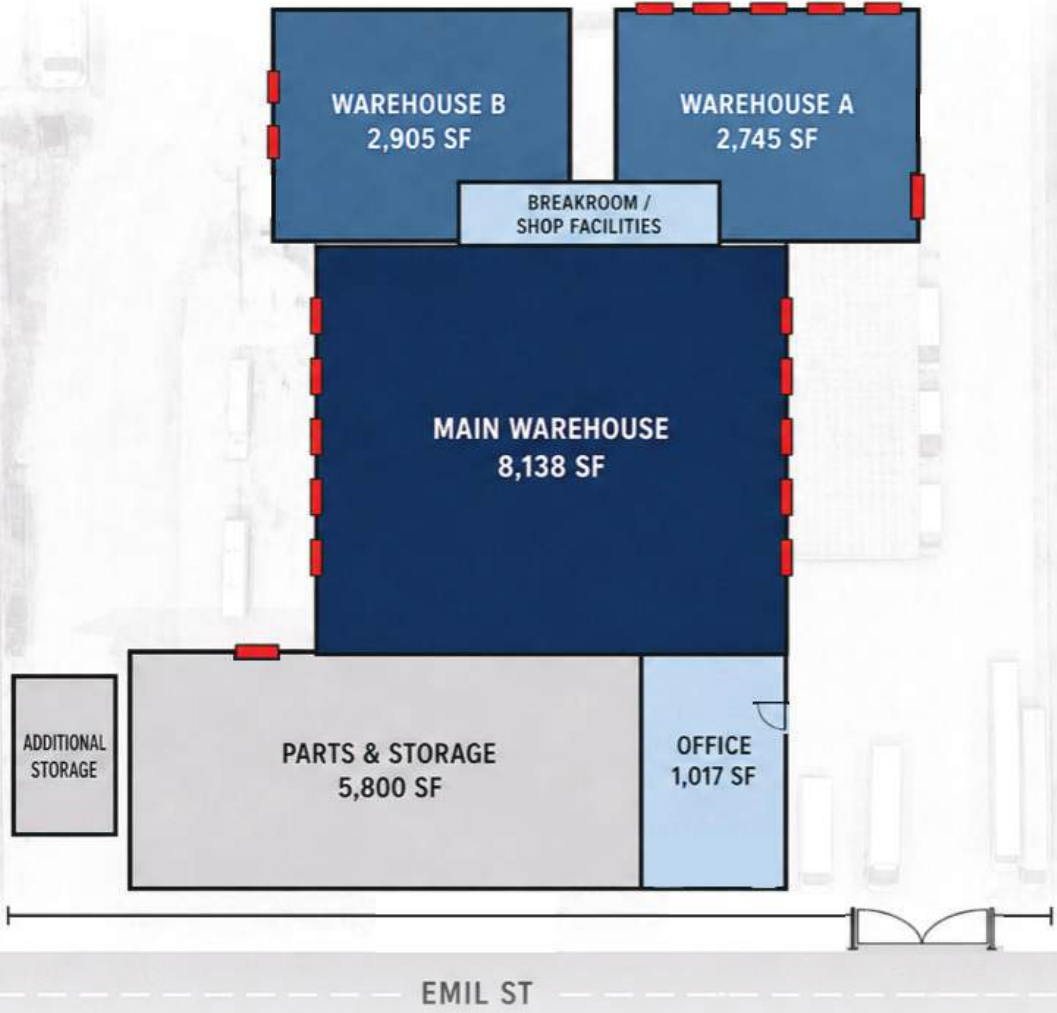 WAREHOUSE B
2,905 SF
WAREHOUSE A
2,745 SF
BREAKROOM /
SHOP FACILITIES
MAIN WAREHOUSE
8,138 SF
ADDITIONAL
STORAGE
PARTS & STORAGE
5,800 SF
OFFICE
1,017 SF
EMIL ST